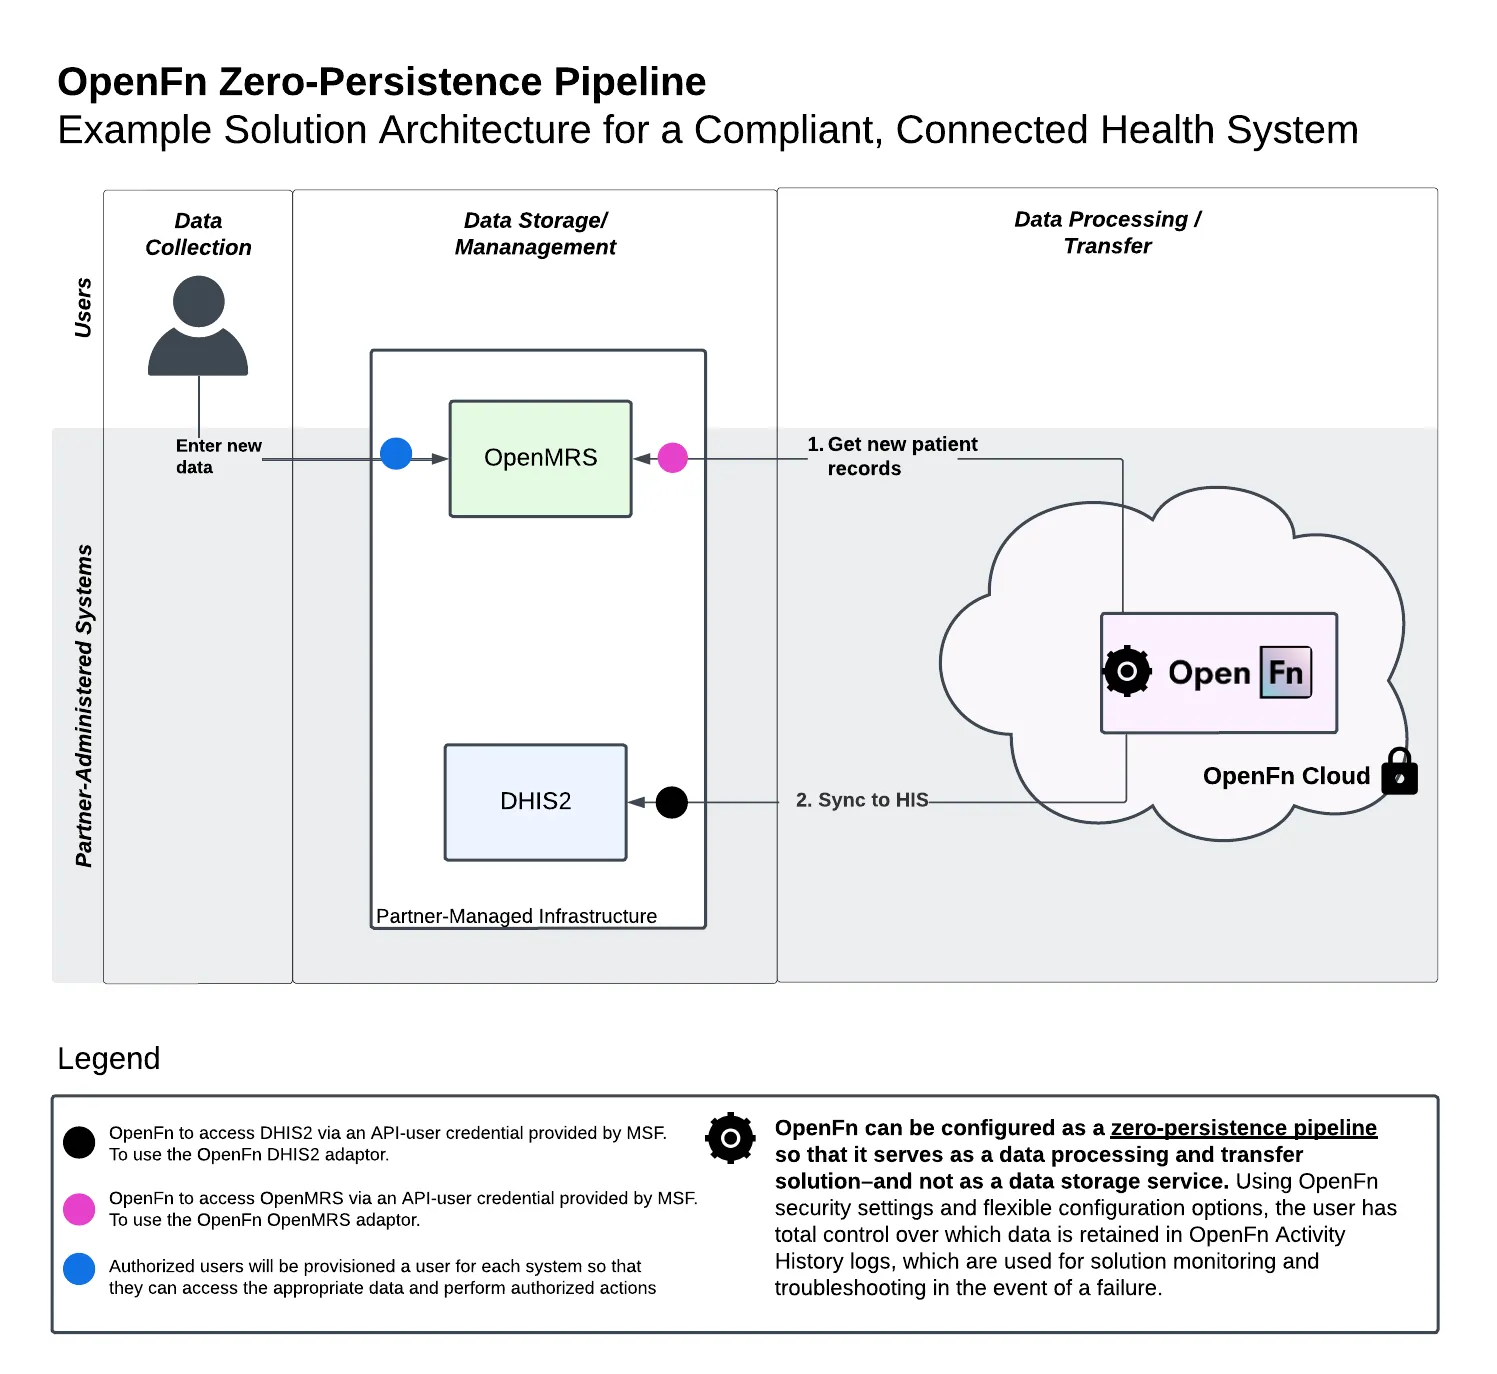 OpenFn Zero-Persistence Pipeline
Example Solution Architecture for a Compliant, Connected Health System
Data
Collection
Data Storage/
Mananagement
Data Processing /
Transfer
Users
Partner-Administered Systems
Enter new
data
OpenMRS
1. Get new patient
records
Open Fn
OpenFn Cloud
DHIS2
2. Sync to HIS
Partner-Managed Infrastructure
Legend
OpenFn to access DHIS2 via an API-user credential provided by MSF.
To use the OpenFn DHIS2 adaptor.
OpenFn to access OpenMRS via an API-user credential provided by MSF.
To use the OpenFn OpenMRS adaptor.
Authorized users will be provisioned a user for each system so that
they can access the appropriate data and perform authorized actions
OpenFn can be configured as a zero-persistence pipeline
so that it serves as a data processing and transfer
solution–and not as a data storage service. Using OpenFn
security settings and flexible configuration options, the user has
total control over which data is retained in OpenFn Activity
History logs, which are used for solution monitoring and
troubleshooting in the event of a failure.